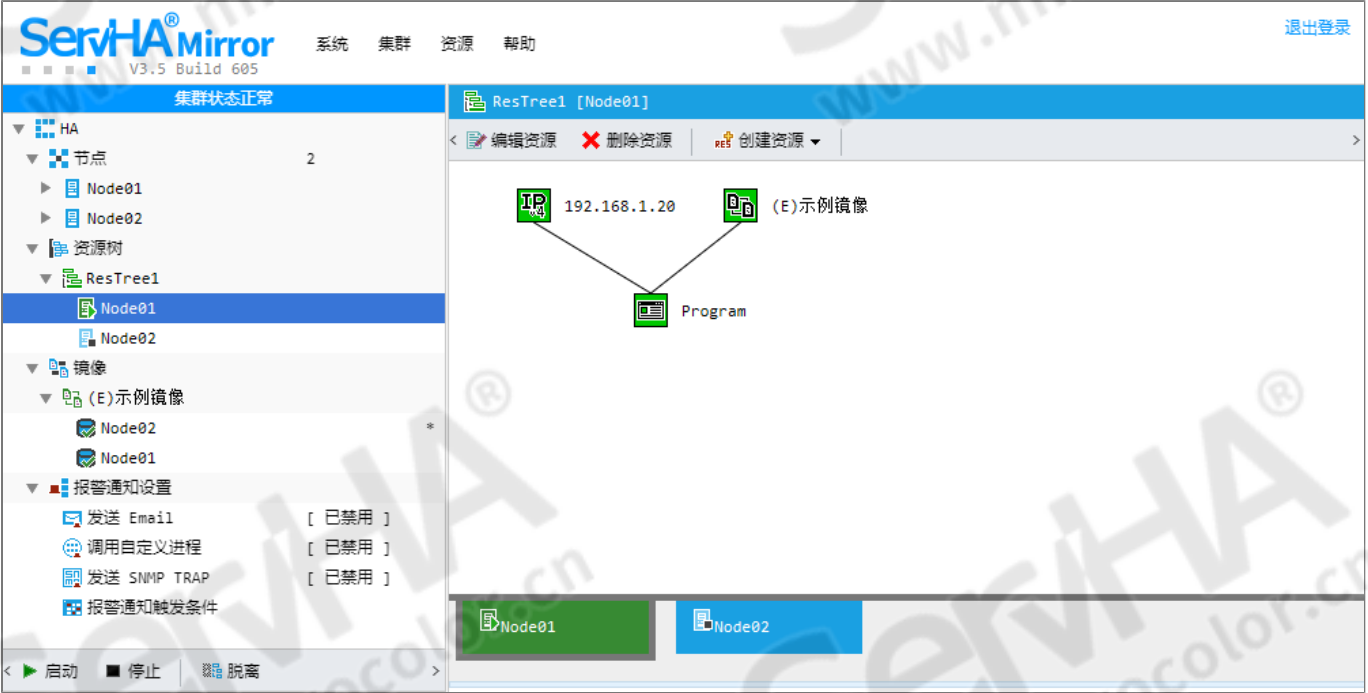 ServHA® Mirror
V3.5 Build 605
系统 集群 资源 帮助
退出登录
集群状态正常
HA
节点 2
Node01
Node02
资源树
ResTree1
Node01
Node02
镜像
(E)示例镜像
Node02 *
Node01
报警通知设置
发送 Email [ 已禁用 ]
调用自定义进程 [ 已禁用 ]
发送 SNMP TRAP [ 已禁用 ]
报警通知触发条件
< 启动 停止 脱离 >
ResTree1 [Node01]
< 编辑资源 删除资源 RES 创建资源 >
IP v4 192.168.1.20 (E)示例镜像
Program
Node01 Node02
ServHA®
ServHA®